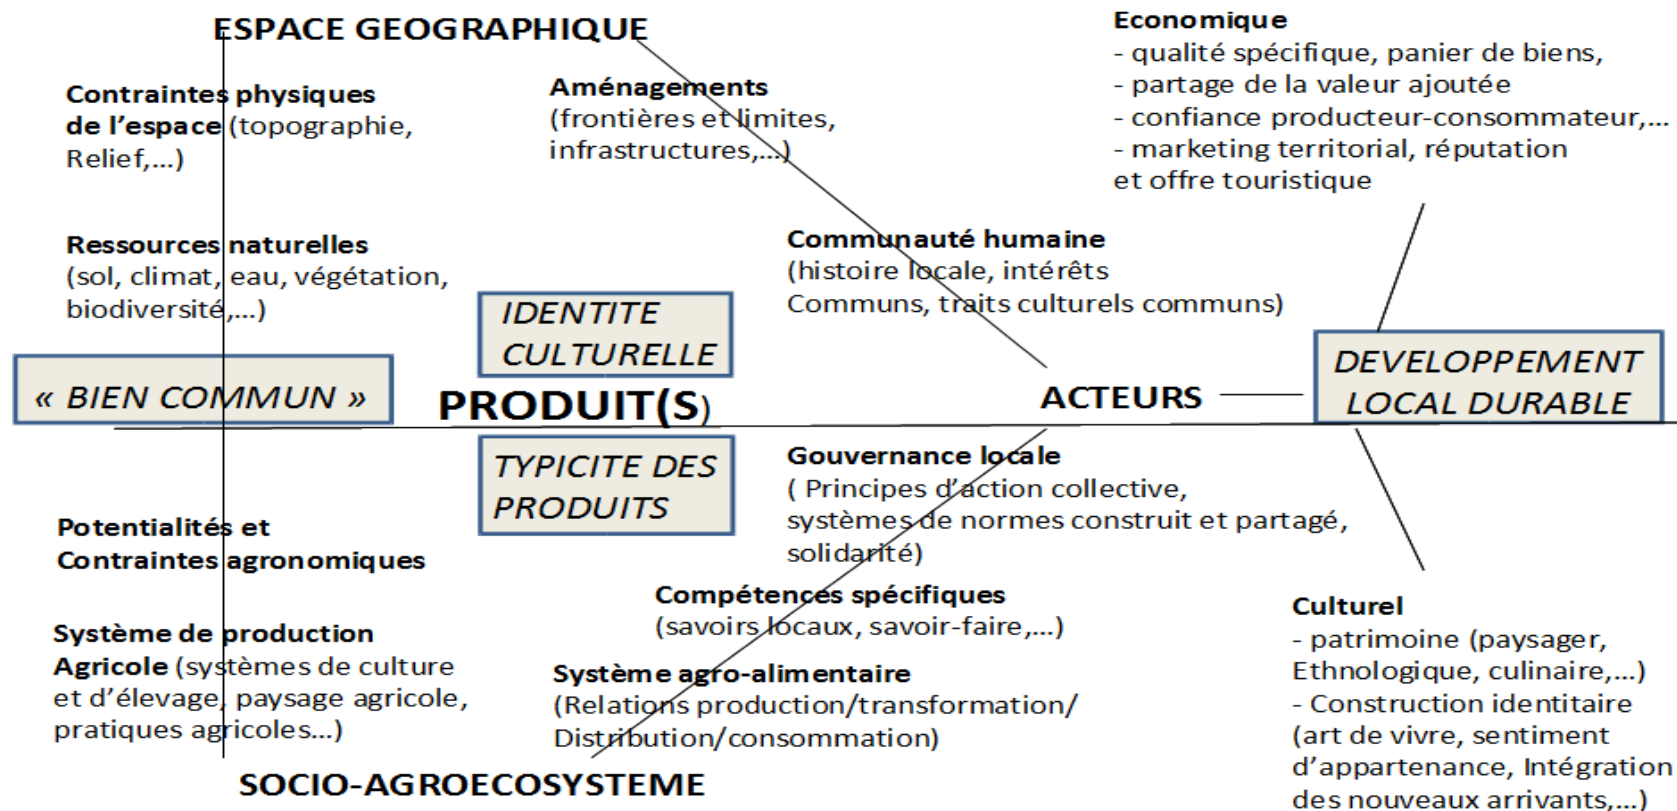 ESPACE GEOGRAPHIQUE
Economique
- qualité spécifique, panier de biens,
- partage de la valeur ajoutée
- confiance producteur-consommateur,...
- marketing territorial, réputation
et offre touristique
Contraintes physiques
de l'espace (topographie,
Relief,...)
Aménagements
(frontières et limites,
infrastructures,...)
Ressources naturelles
(sol, climat, eau, végétation,
biodiversité,...)
Communauté humaine
(histoire locale, intérêts
Communs, traits culturels communs)
IDENTITE
CULTURELLE
« BIEN COMMUN »
PRODUIT(S)
ACTEURS
DEVELOPPEMENT
LOCAL DURABLE
TYPICITE DES
PRODUITS
Gouvernance locale
( Principes d'action collective,
systèmes de normes construit et partagé,
solidarité)
Potentialités et
Contraintes agronomiques
Compétences spécifiques
(savoirs locaux, savoir-faire,...)
Système de production
Agricole (systèmes de culture
et d'élevage, paysage agricole,
pratiques agricoles...)
Système agro-alimentaire
(Relations production/transformation/
Distribution/consommation)
Culturel
- patrimoine (paysager,
Ethnologique, culinaire,...)
- Construction identitaire
(art de vivre, sentiment
d'appartenance, Intégration
des nouveaux arrivants,...)
SOCIO-AGROECOSYSTEME